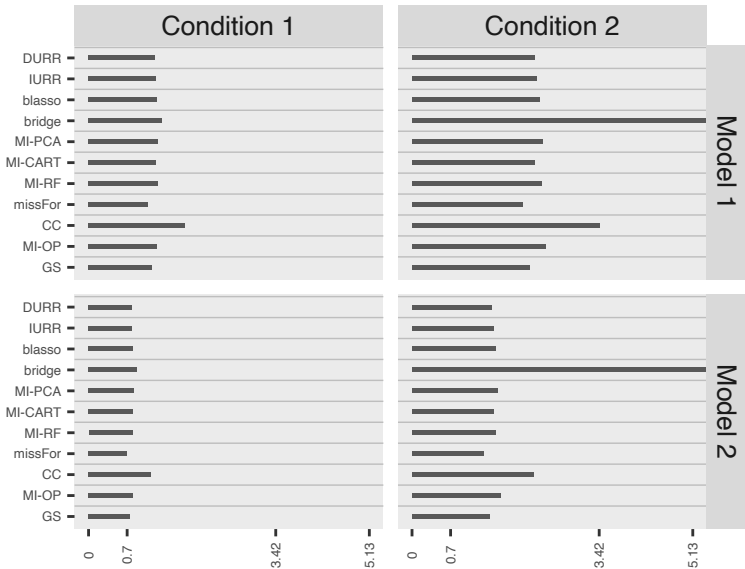 Condition 1
Condition 2
DURR
IURR
blasso
bridge
MI-PCA
MI-CART
MI-RF
missFor
CC
MI-OP
GS
Model 1
DURR
IURR
blasso
bridge
MI-PCA
MI-CART
MI-RF
missFor
CC
MI-OP
GS
Model 2
0
0.7
3.42
5.13
0
0.7
3.42
5.13